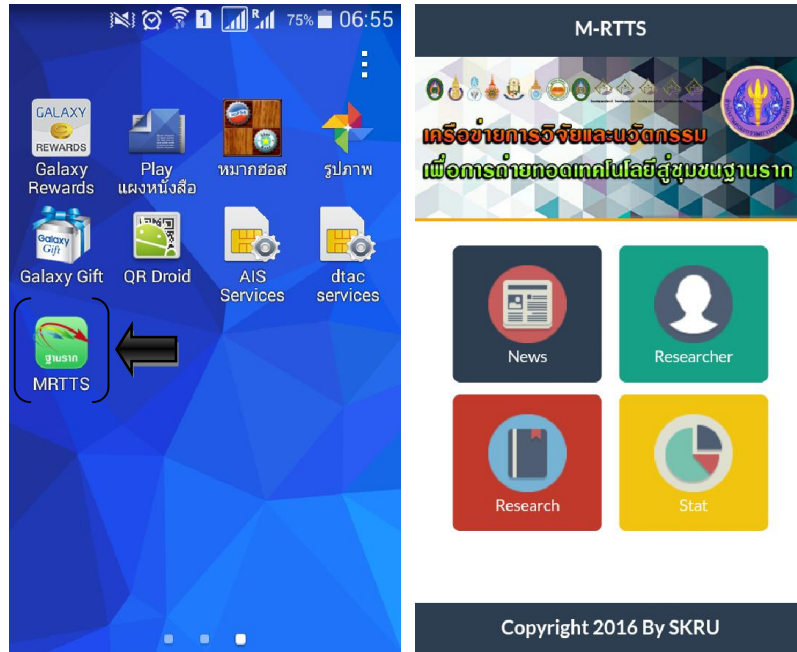 1 R 75% 06:55
GALAXY
REWARDS
Galaxy
Rewards
Play
แผงหนังสือ
หมากฮอส
รูปภาพ
Galaxy
Gift
Galaxy Gift
QR Droid
AIS
Services
dtac
services
ฐานราก
MRTTS
M-RTTS
เครือข่ายการวิจัยและนวัตกรรม
เพื่อการถ่ายทอดเทคโนโลยีสู่ชุมชนฐานราก
News
Researcher
Research
Stat
Copyright 2016 By SKRU